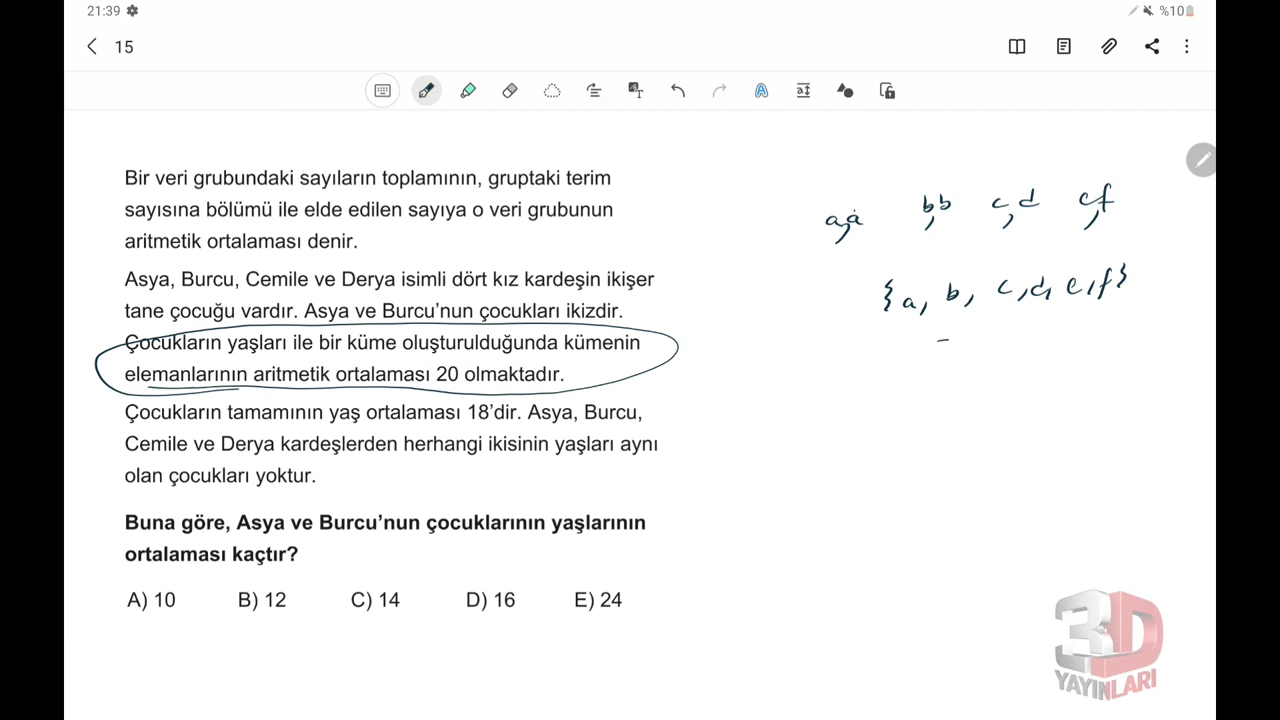 21:39
%10
15
Bir veri grubundaki sayıların toplamının, gruptaki terim
sayısına bölümü ile elde edilen sayıya o veri grubunun
aritmetik ortalaması denir.
Asya, Burcu, Cemile ve Derya isimli dört kız kardeşin ikişer
tane çocuğu vardır. Asya ve Burcu’nun çocukları ikizdir.
Çocukların yaşları ile bir küme oluşturulduğunda kümenin
elemanlarının aritmetik ortalaması 20 olmaktadır.
Çocukların tamamının yaş ortalaması 18’dir. Asya, Burcu,
Cemile ve Derya kardeşlerden herhangi ikisinin yaşları aynı
olan çocukları yoktur.
Buna göre, Asya ve Burcu’nun çocuklarının yaşlarının
ortalaması kaçtır?
A) 10 B) 12 C) 14 D) 16 E) 24
a,a b,b c,d e,f
{a, b, c,d, e,f}
3D
YAYINLARI